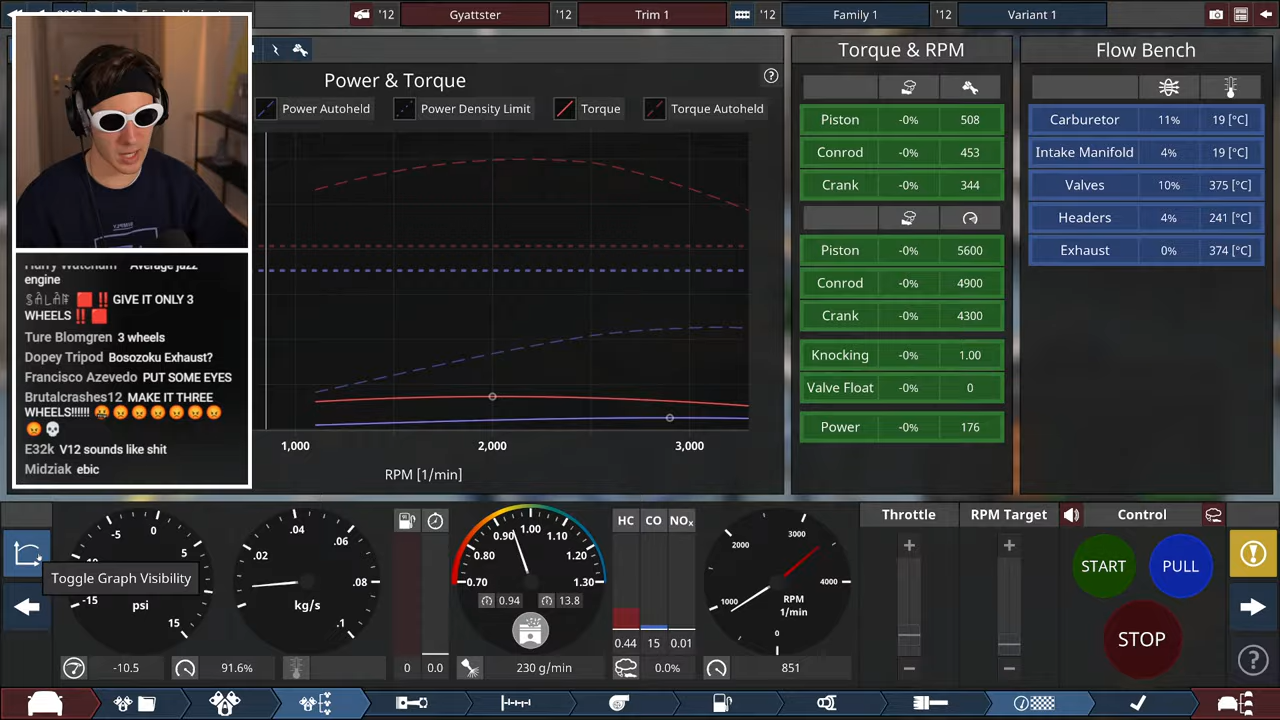 '12
Gyattster
'12
Trim 1
'12
Family 1
'12
Variant 1
Power & Torque
Power Autoheld
Power Density Limit
Torque
Torque Autoheld
1,000
2,000
3,000
RPM [1/min]
Torque & RPM
Piston -0% 508
Conrod -0% 453
Crank -0% 344
Piston -0% 5600
Conrod -0% 4900
Crank -0% 4300
Knocking -0% 1.00
Valve Float -0% 0
Power -0% 176
Flow Bench
Carburetor 11% 19 [°C]
Intake Manifold 4% 19 [°C]
Valves 10% 375 [°C]
Headers 4% 241 [°C]
Exhaust 0% 374 [°C]
engine
GIVE IT ONLY 3
WHEELS ‼️
Ture Blomgren 3 wheels
Dopey Tripod Bosozoku Exhaust?
Francisco Azevedo PUT SOME EYES
Brutalcrashes12 MAKE IT THREE
WHEELS!!!!!! 🤬😡😡😡😡😡😡
😡💀
E32k V12 sounds like shit
Midziak ebic
Toggle Graph Visibility
-15
-5
0
5
15
psi
-10.5
.02
.04
.06
.08
.1
kg/s
91.6%
0
0.0
0.70
0.80
0.90
1.00
1.10
1.20
1.30
0.94
13.8
230 g/min
HC CO NOx
0.44 15 0.01
0.0%
0
1000
2000
3000
4000
RPM
1/min
851
Throttle
RPM Target
Control
START
PULL
STOP